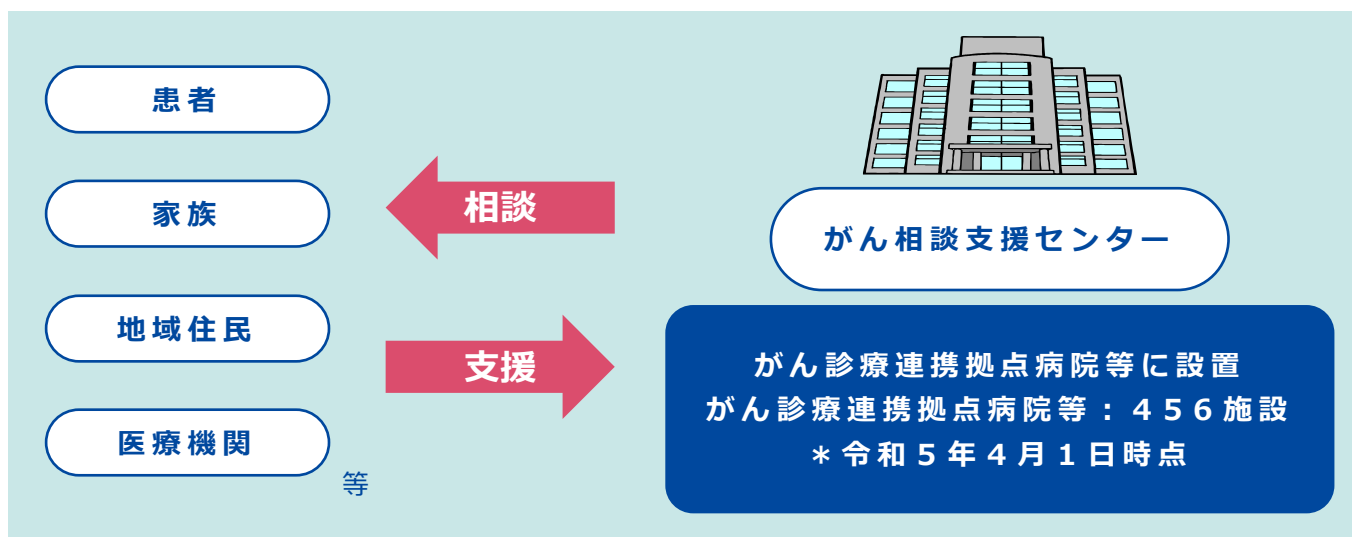 患者
家族
地域住民
医療機関
等
相談
支援
がん相談支援センター
がん診療連携拠点病院等に設置
がん診療連携拠点病院等：４５６施設
＊令和５年４月１日時点